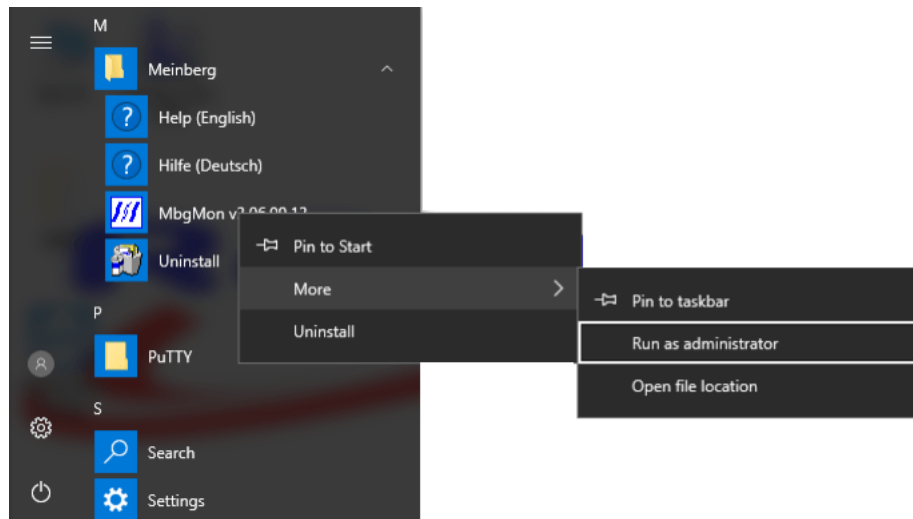 M
Meinberg
Help (English)
Hilfe (Deutsch)
MbgMon
Uninstall
P
PuTTY
S
Search
Settings
Pin to Start
More
Uninstall
Pin to taskbar
Run as administrator
Open file location